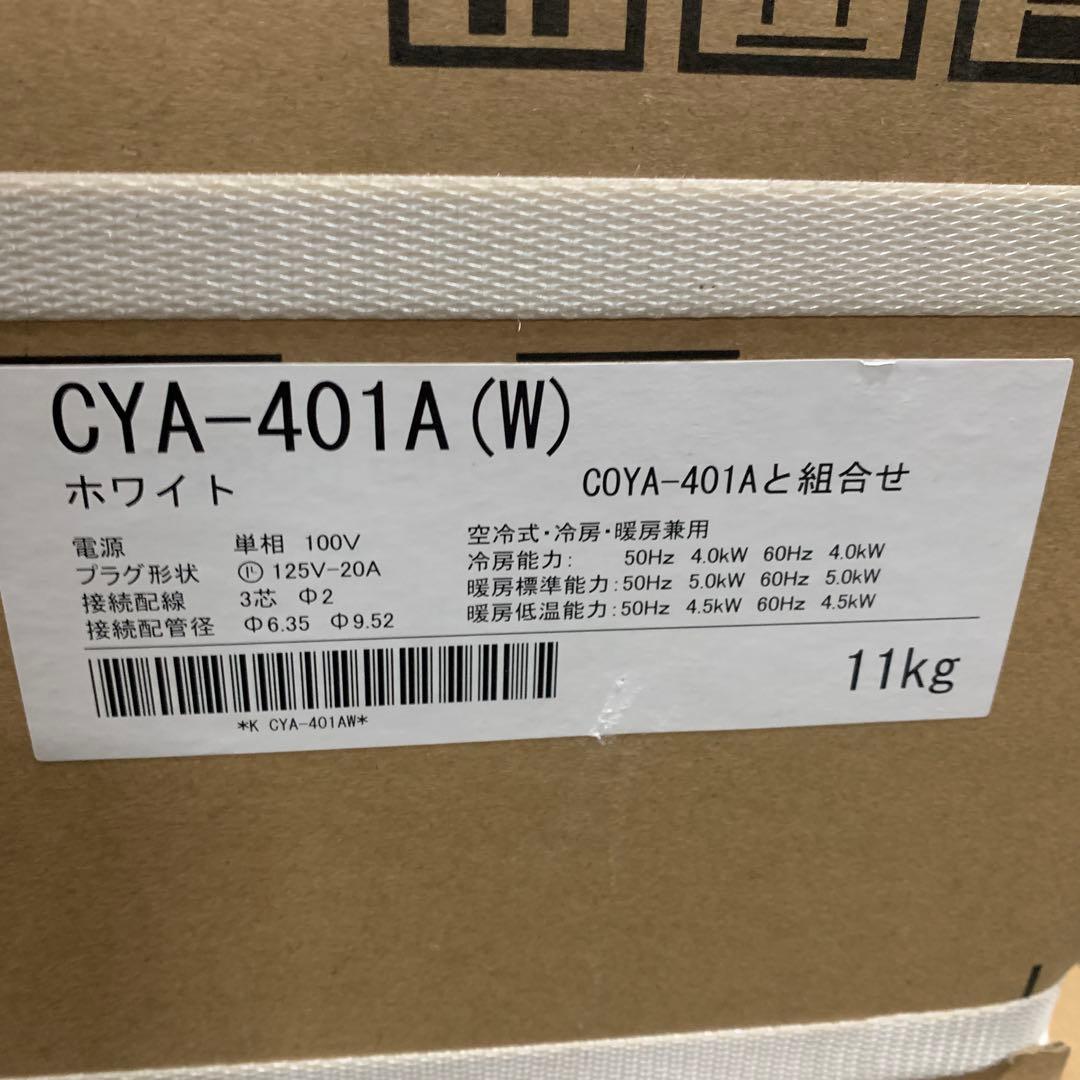 CYA-401A(W)
ホワイト
COYA-401Aと組合せ
電源 単相 100V
プラグ形状 125V-20A
接続配線 3芯 Φ2
接続配管径 Φ6.35 Φ9.52
空冷式・冷房・暖房兼用
冷房能力: 50Hz 4.0kW 60Hz 4.0kW
暖房標準能力:50Hz 5.0kW 60Hz 5.0kW
暖房低温能力:50Hz 4.5kW 60Hz 4.5kW
11kg
*K CYA-401AW*